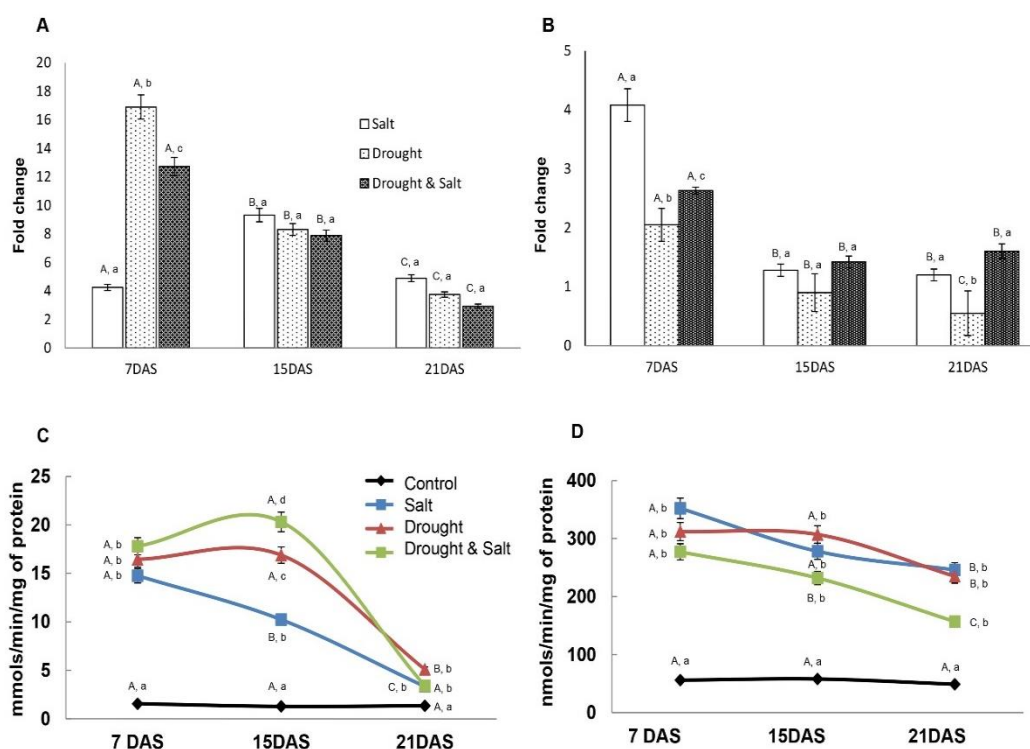 A
Fold change
20
18
16
14
12
10
8
6
4
2
0
A, b
A, c
A, a
B, a
B, a
B, a
C, a
C, a
C, a
Salt
Drought
Drought & Salt
7DAS
15DAS
21DAS
B
Fold change
5
4
3
2
1
0
A, a
A, b
A, c
B, a
B, a
B, a
B, a
C, b
B, a
7DAS
15DAS
21DAS
C
mmols/min/mg of protein
25
20
15
10
5
0
Control
Salt
Drought
Drought & Salt
A, b
A, b
A, b
A, d
A, c
B, b
B, b
C, b
A, b
A, a
A, a
A, a
7 DAS
15DAS
21DAS
D
nmols/min/mg of protein
400
300
200
100
0
A, b
A, b
A, b
A, b
A, b
B, b
B, b
B, b
C, b
A, a
A, a
A, a
7 DAS
15DAS
21DAS